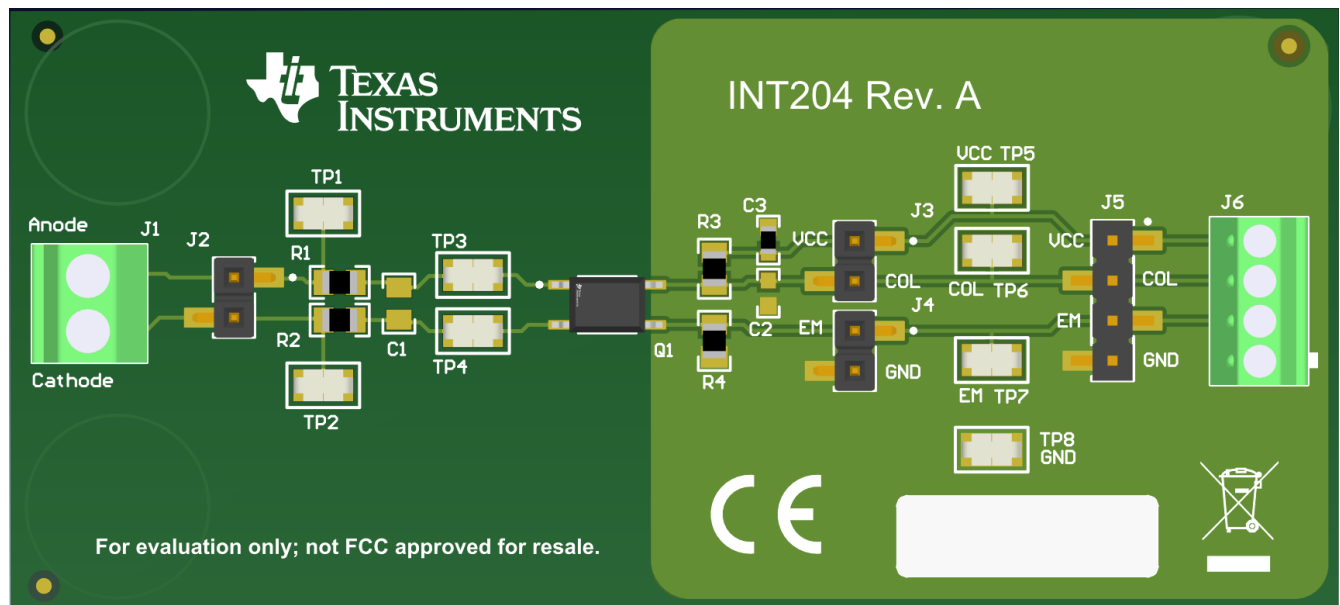 TEXAS
INSTRUMENTS
INT204 Rev. A
VCC TP5
TP1
Anode
J1
J2
R1
TP3
R3
C3
VCC
J3
J5
J6
VCC
COL
COL TP6
COL
R2
C1
TP4
Q1
C2
EM
J4
EM
Cathode
TP2
R4
GND
EM TP7
GND
TP8
GND
CE
For evaluation only; not FCC approved for resale.